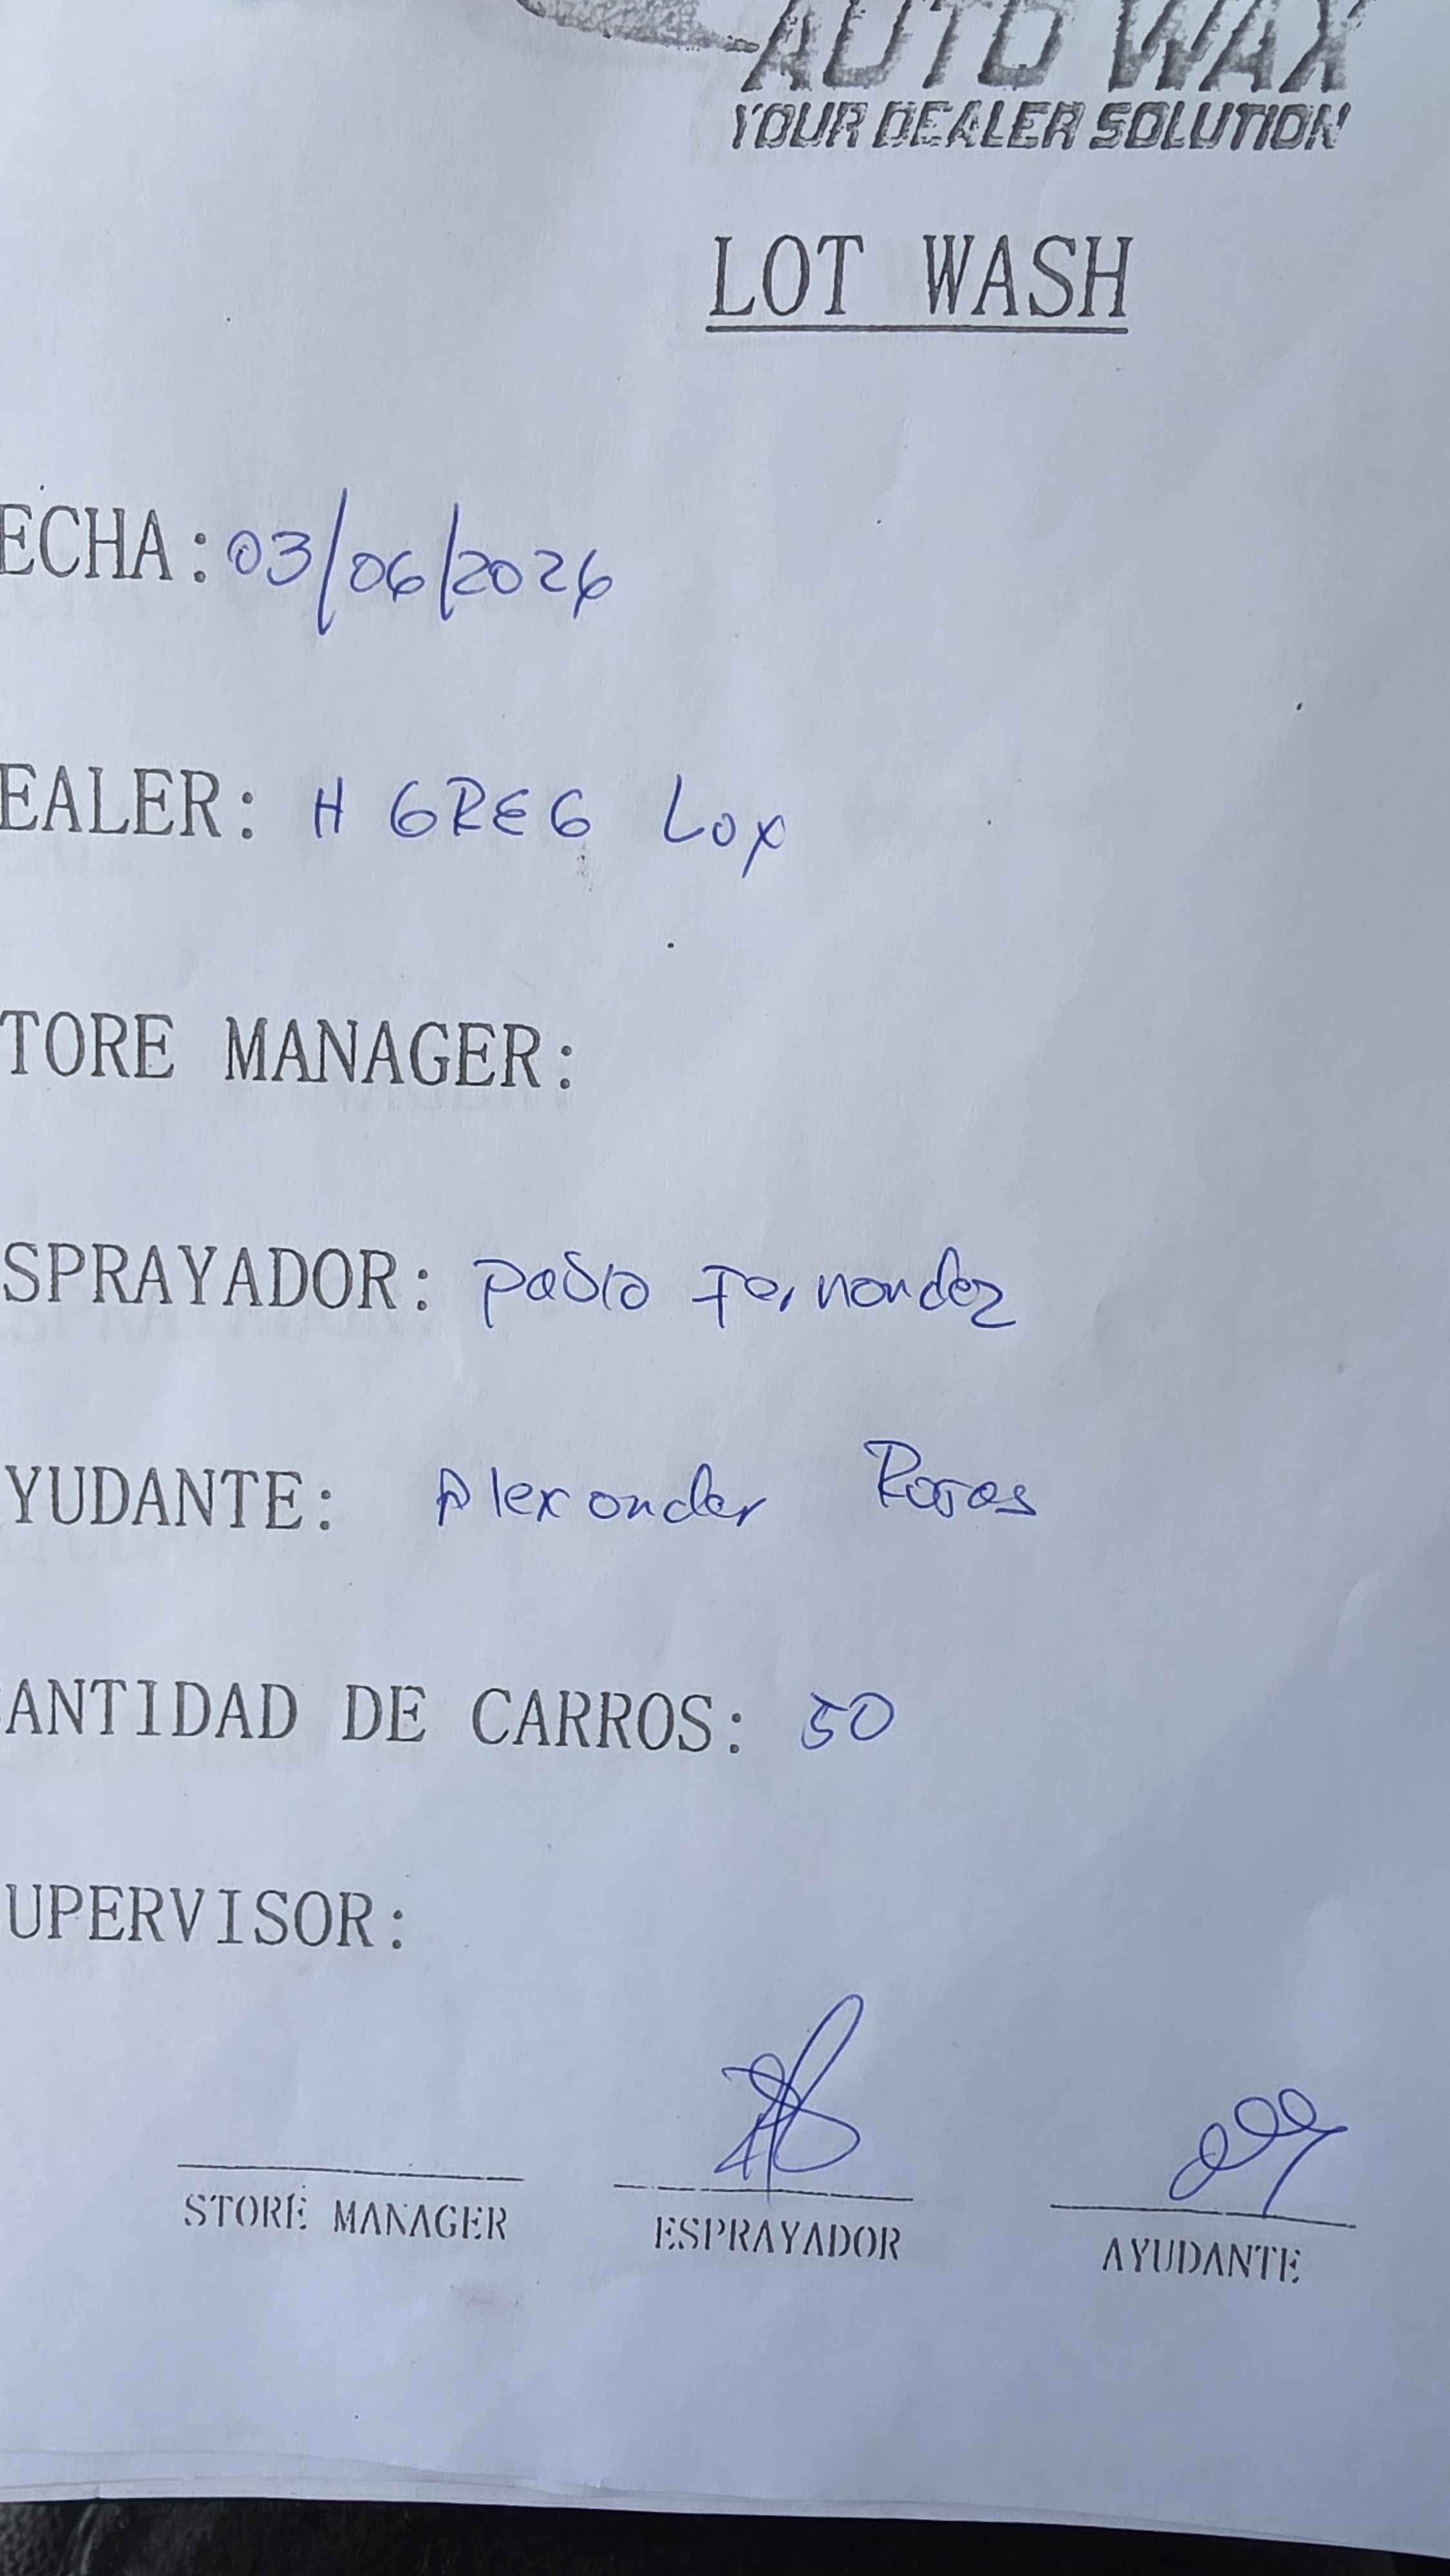 AUTO WAX
YOUR DEALER SOLUTION
LOT WASH
ECHA: 03/06/2026
EALER: H GREG Lox
TORE MANAGER:
SPRAYADOR: Pablo Fernandez
YUDANTE: Alexander Rojas
ANTIDAD DE CARROS: 50
UPERVISOR:
STORE MANAGER ESPRAYADOR AYUDANTE